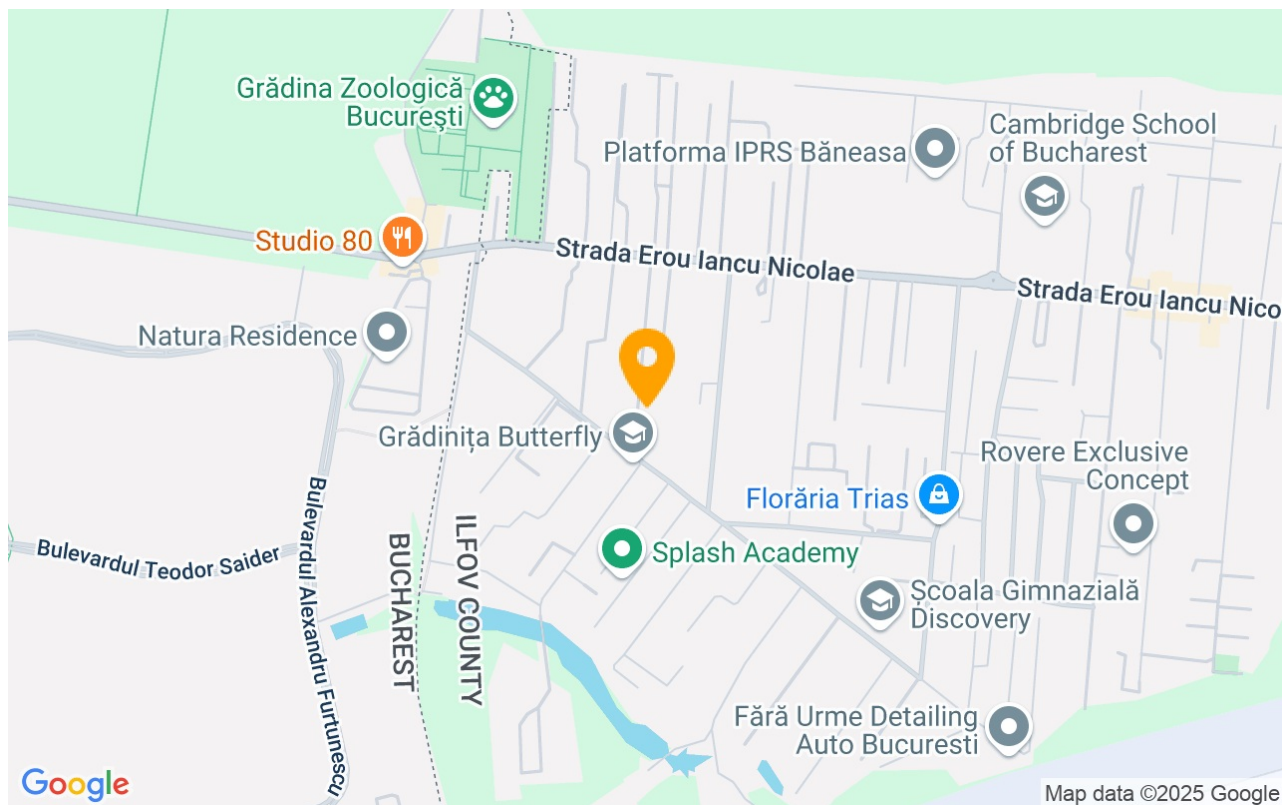 Grădina Zoologică
București
Platforma IPRS Băneasa
Cambridge School
of Bucharest
Studio 80
Strada Erou Iancu Nicolae
Strada Erou Iancu Nico
Natura Residence
Grădinița Butterfly
Rovere Exclusive
Concept
Florăria Trias
Bulevardul Teodor Saider
Bulevardul Alexandru Furtunescu
BUCHAREST
ILFOV COUNTY
Splash Academy
Școala Gimnazială
Discovery
Fără Urme Detailing
Auto Bucuresti
Google
Map data ©2025 Google